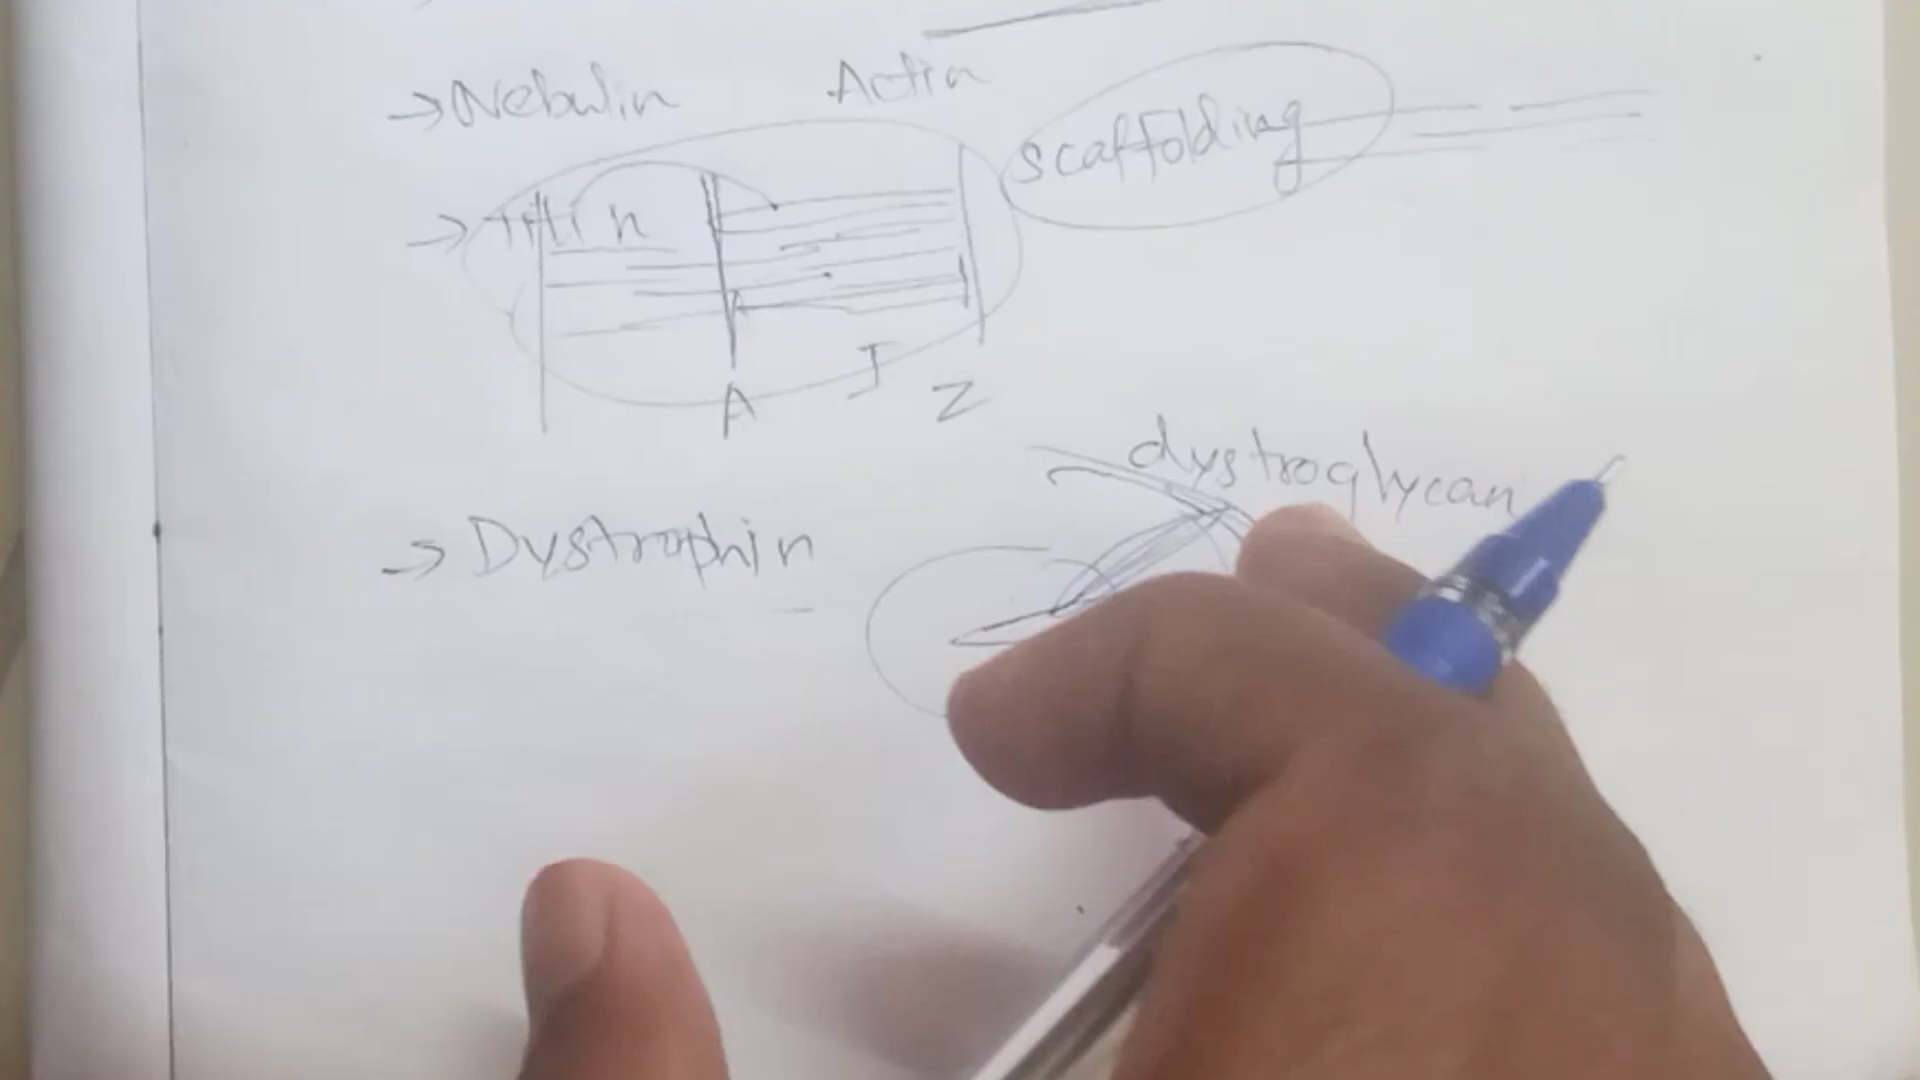 → Nebulin Actin
scaffolding
→ Titin
A I Z
dystroglycan
→ Dystrophin